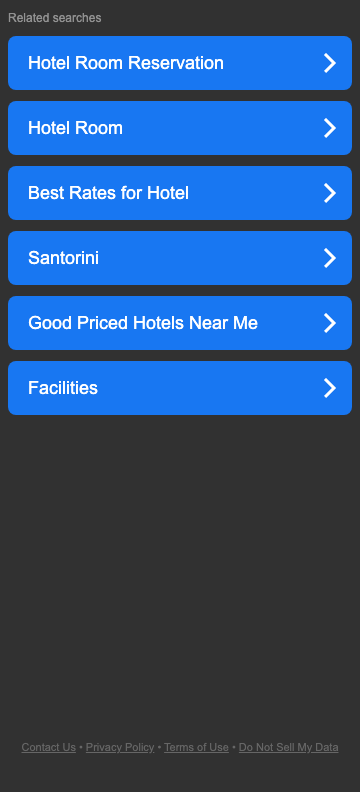 Related searches
Hotel Room Reservation
Hotel Room
Best Rates for Hotel
Santorini
Good Priced Hotels Near Me
Facilities
Contact Us • Privacy Policy • Terms of Use • Do Not Sell My Data